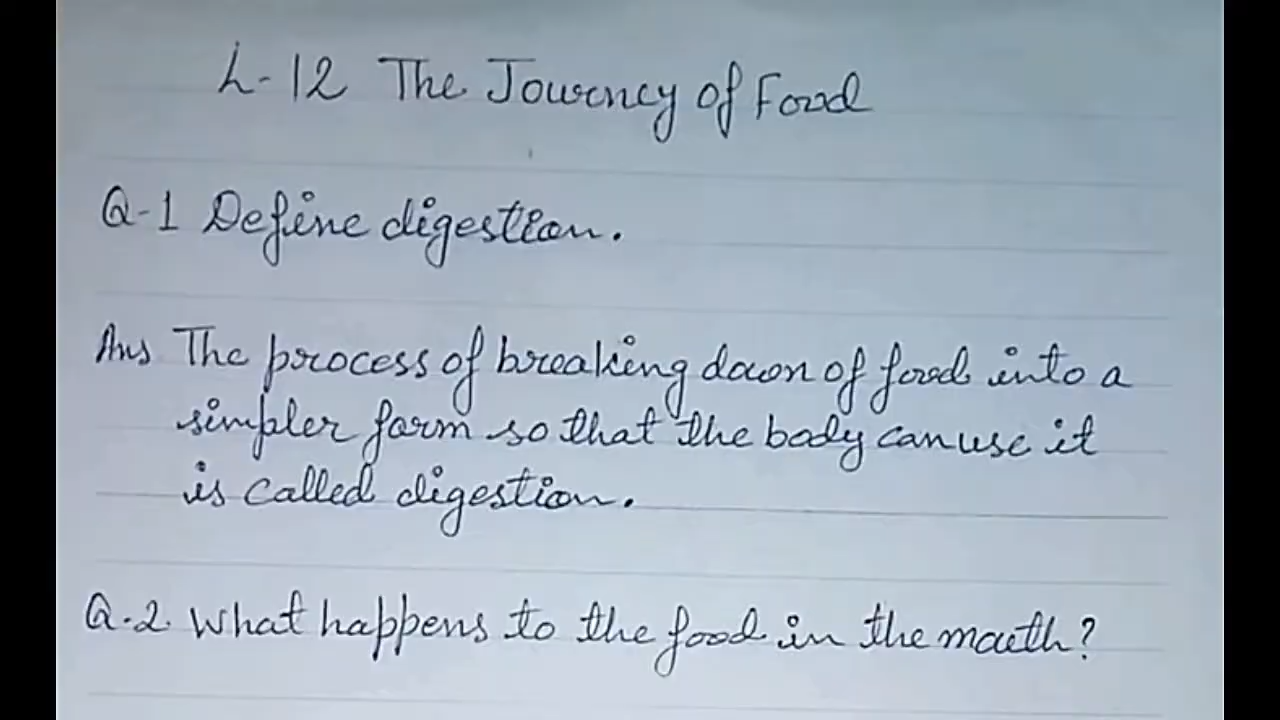 L-12 The Journey of Food
Q-1 Define digestion.
Ans The process of breaking down of food into a
simpler form so that the body can use it
is called digestion.
Q.2. What happens to the food in the mouth?